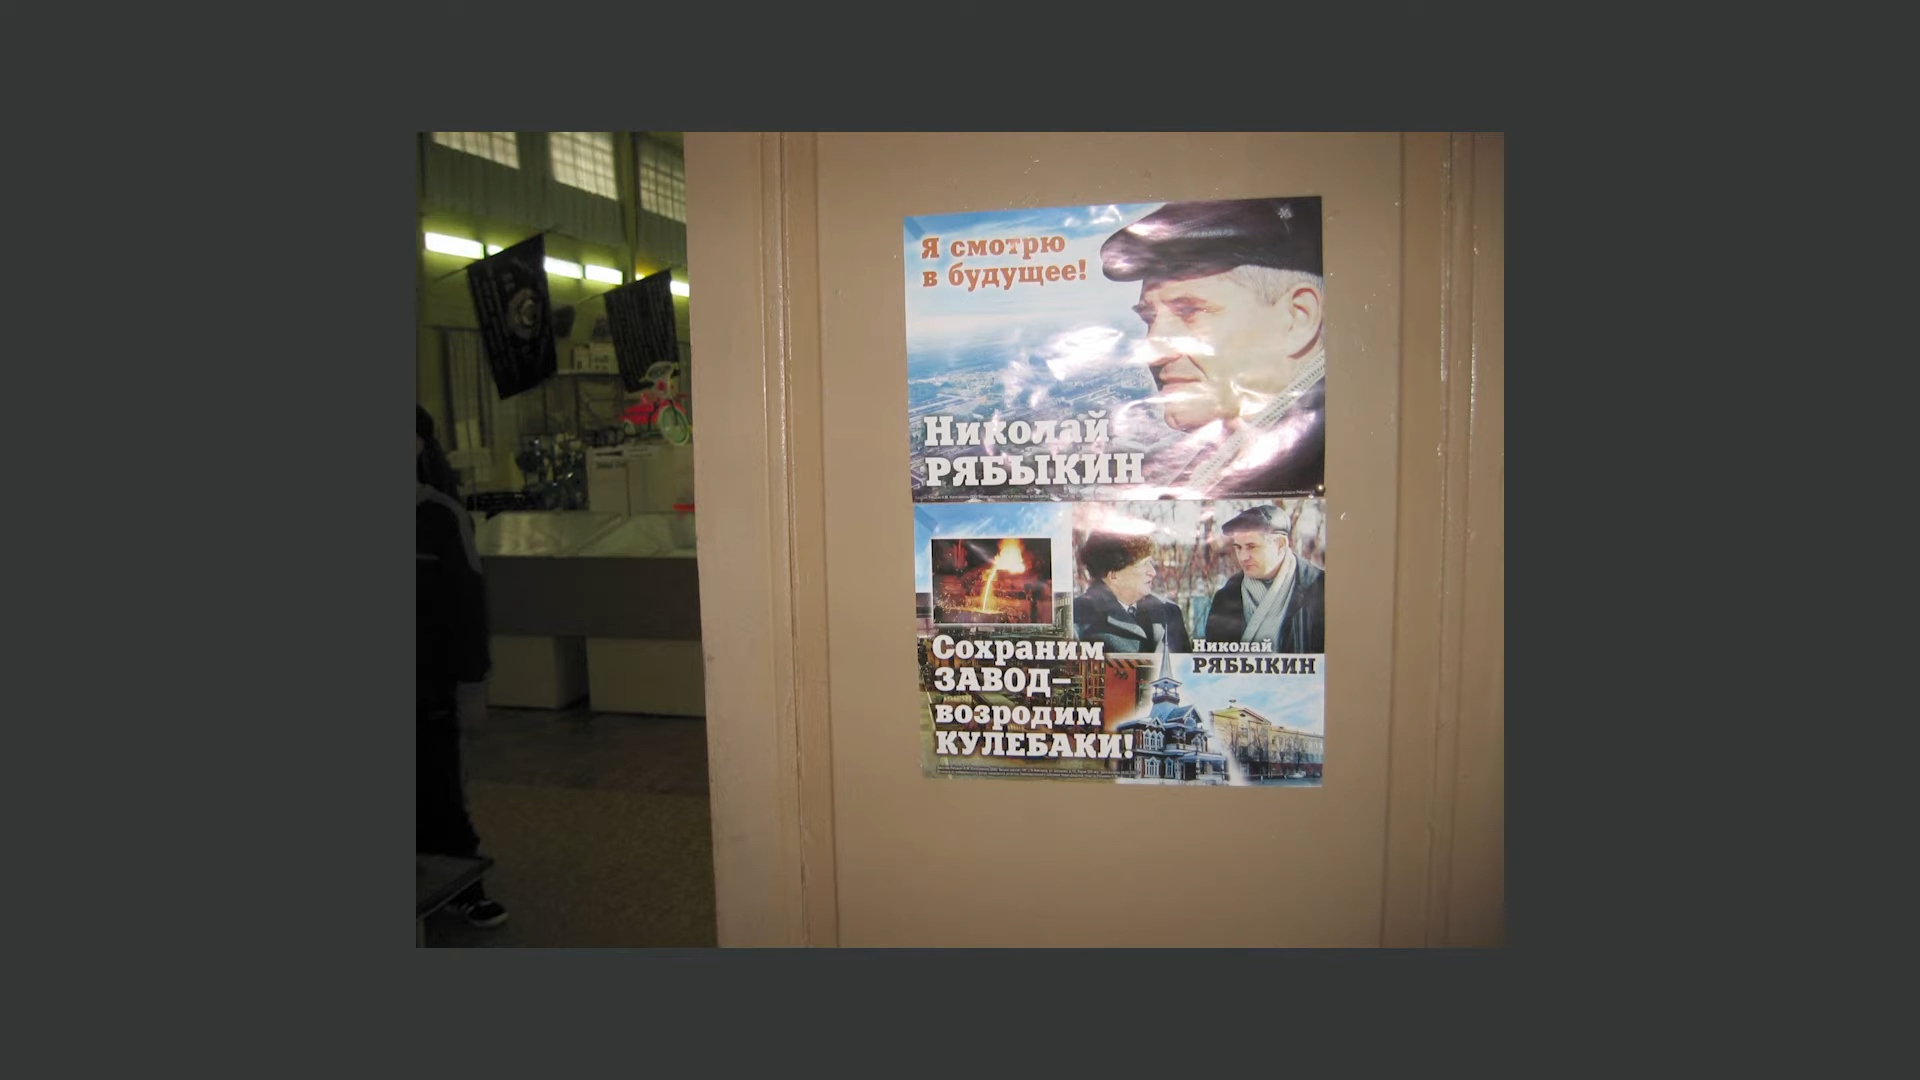 Я смотрю
в будущее!
Николай
РЯБЫКИН
Сохраним
ЗАВОД–
возродим
КУЛЕБАКИ!
Николай
РЯБЫКИН